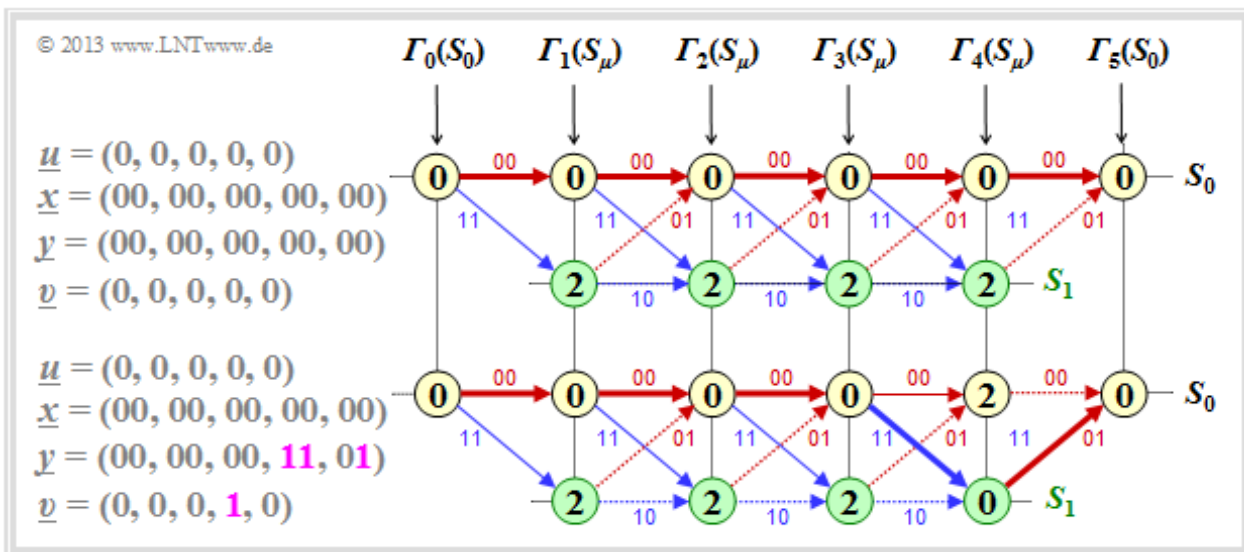 © 2013 www.LNTwww.de
Γ₀(S₀) Γ₁(Sμ) Γ₂(Sμ) Γ₃(Sμ) Γ₄(Sμ) Γ₅(S₀)
u = (0, 0, 0, 0, 0)
x = (00, 00, 00, 00, 00)
y = (00, 00, 00, 00, 00)
υ = (0, 0, 0, 0, 0)
00 00 00 00 00
0 0 0 0 0 0 S₀
11 11 01 11 01 11 01 11 01
2 2 2 2 S₁
10 10 10
u = (0, 0, 0, 0, 0)
x = (00, 00, 00, 00, 00)
y = (00, 00, 00, 11, 01)
υ = (0, 0, 0, 1, 0)
00 00 00 00 00
0 0 0 0 2 0 S₀
11 11 01 11 01 11 01 11 01
2 2 2 0 S₁
10 10 10